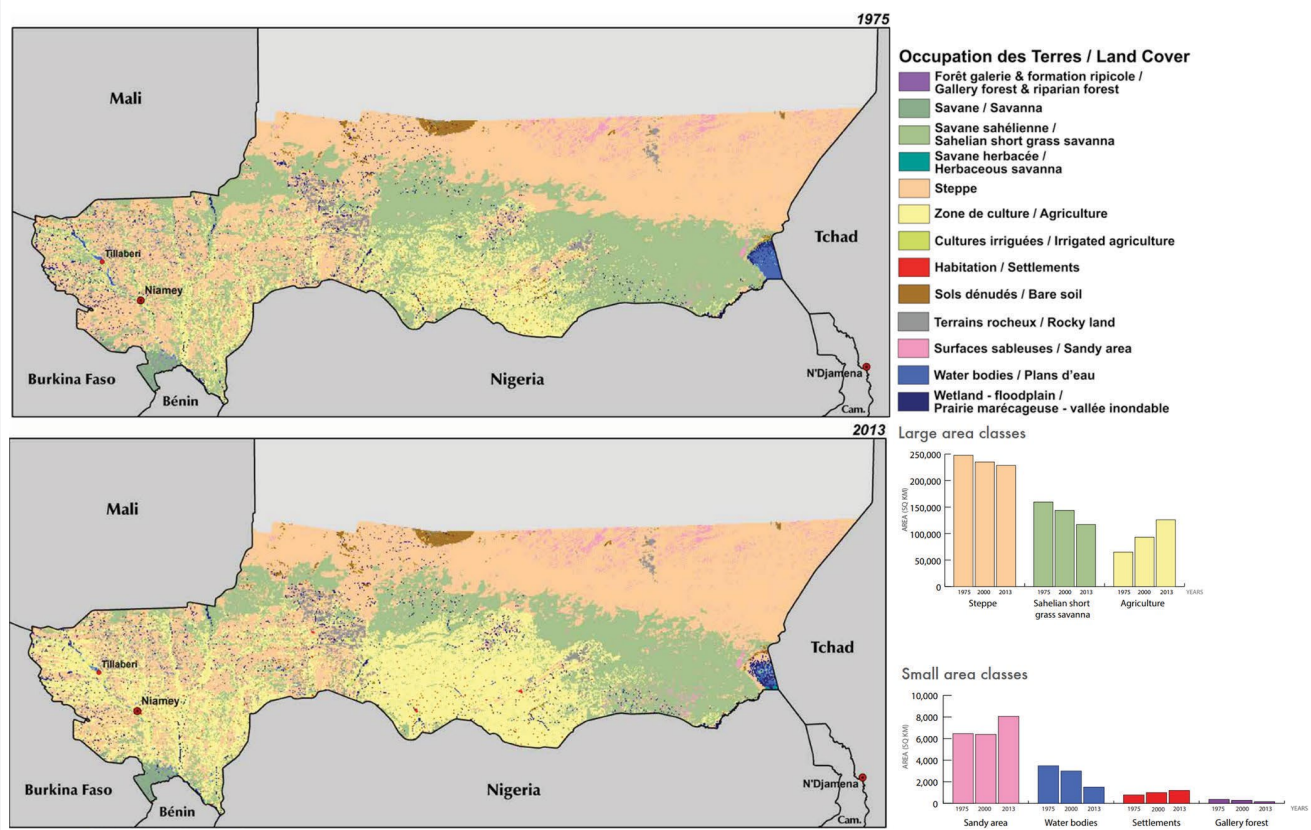 1975
Mali
Tchad
Tillaberi
Niamey
Burkina Faso
Bénin
Nigeria
N'Djamena
Cam.
Occupation des Terres / Land Cover
Forêt galerie & formation ripicole /
Gallery forest & riparian forest
Savane / Savanna
Savane sahélienne /
Sahelian short grass savanna
Savane herbacée /
Herbaceous savanna
Steppe
Zone de culture / Agriculture
Cultures irriguées / Irrigated agriculture
Habitation / Settlements
Sols dénudés / Bare soil
Terrains rocheux / Rocky land
Surfaces sableuses / Sandy area
Water bodies / Plans d'eau
Wetland - floodplain /
Prairie marécageuse - vallée inondable
2013
Mali
Tchad
Tillaberi
Niamey
Burkina Faso
Bénin
Nigeria
N'Djamena
Cam.
Large area classes
AREA (SQ KM)
250,000
200,000
150,000
100,000
50,000
0
1975 2000 2013 1975 2000 2013 1975 2000 2013 YEARS
Steppe Sahelian short Agriculture
grass savanna
Small area classes
AREA (SQ KM)
10,000
8,000
6,000
4,000
2,000
0
1975 2000 2013 1975 2000 2013 1975 2000 2013 1975 2000 2013 YEARS
Sandy area Water bodies Settlements Gallery forest